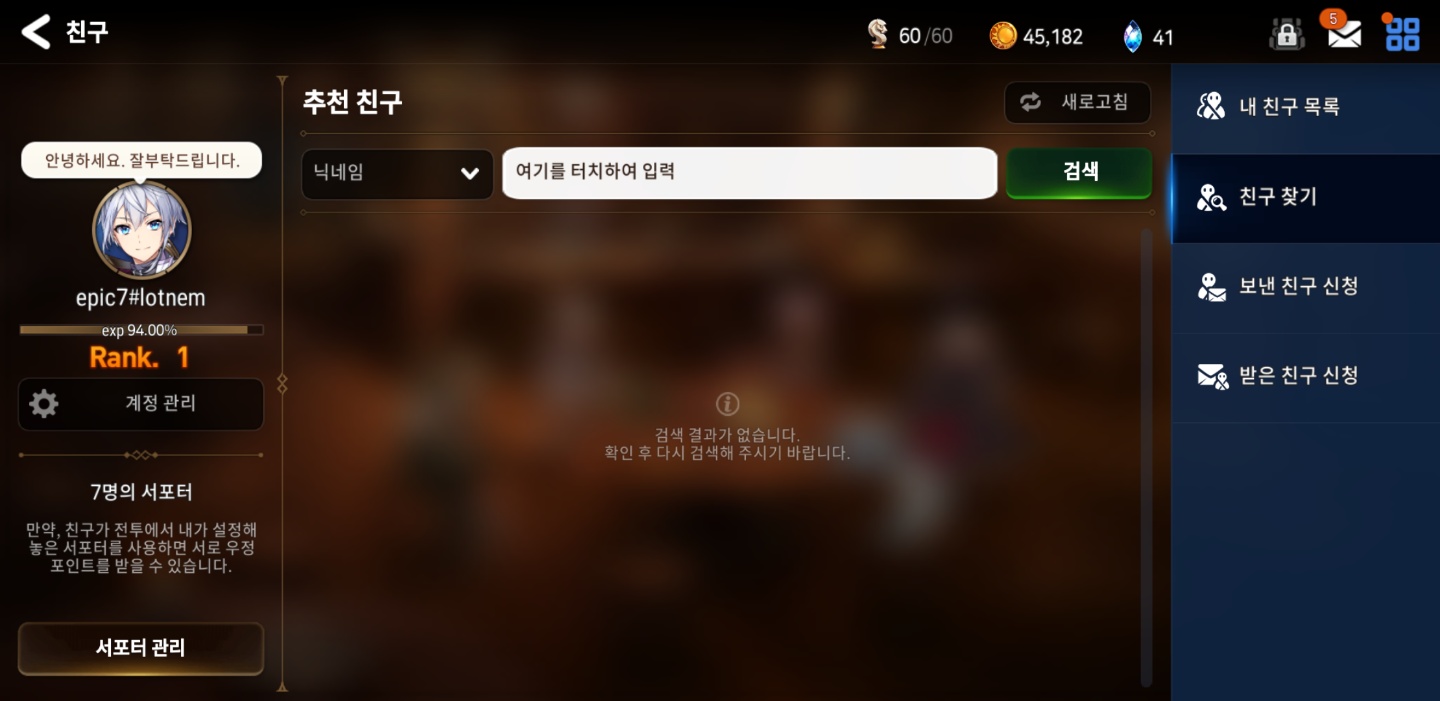 친구
60/60
45,182
41
5
안녕하세요. 잘부탁드립니다.
epic7#lotnem
exp 94.00%
Rank. 1
계정 관리
7명의 서포터
만약, 친구가 전투에서 내가 설정해
놓은 서포터를 사용하면 서로 우정
포인트를 받을 수 있습니다.
서포터 관리
추천 친구
새로고침
닉네임
여기를 터치하여 입력
검색
검색 결과가 없습니다.
확인 후 다시 검색해 주시기 바랍니다.
내 친구 목록
친구 찾기
보낸 친구 신청
받은 친구 신청